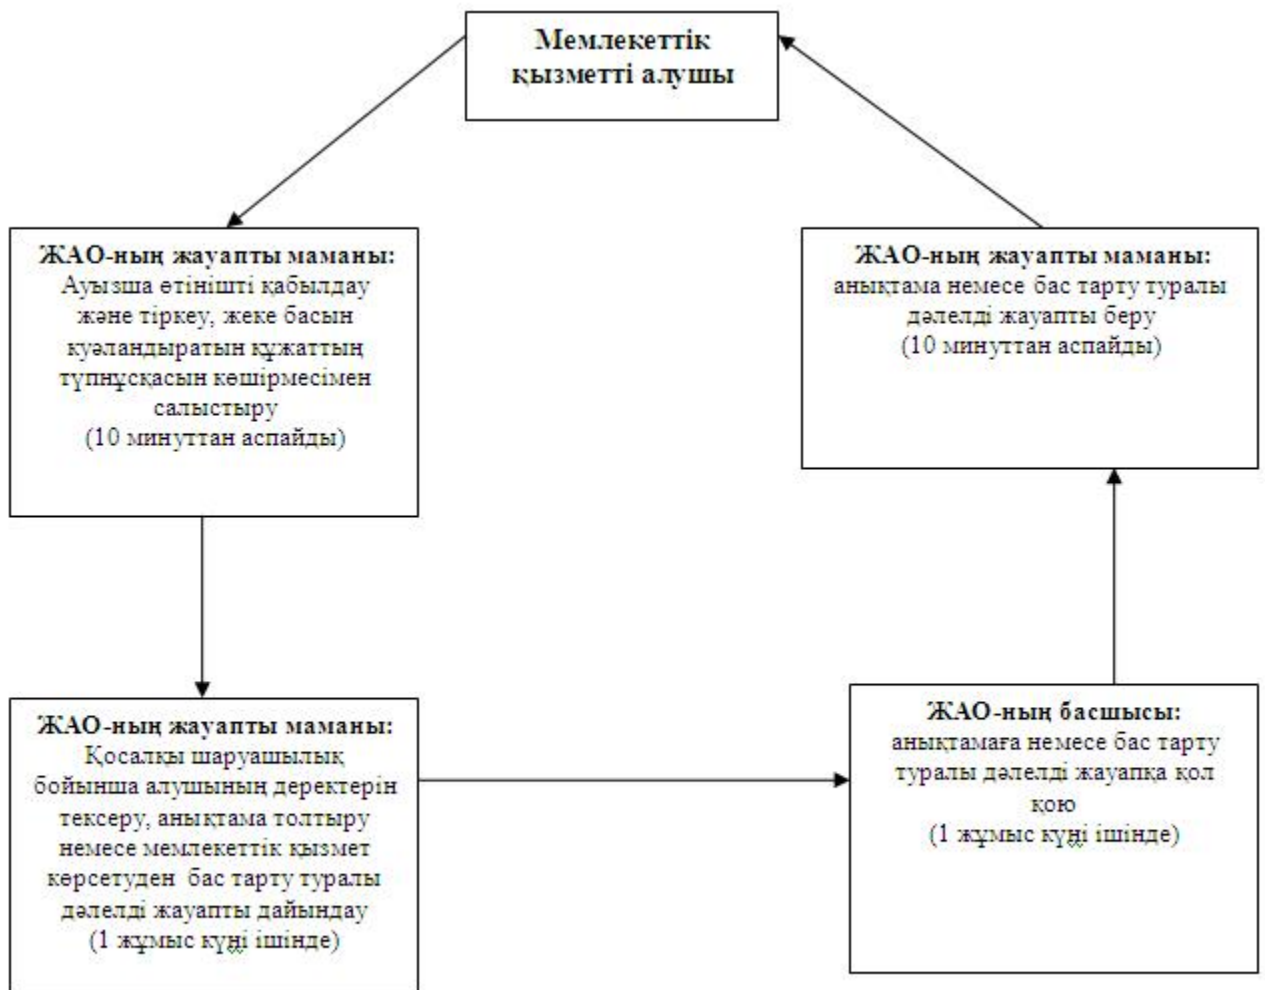 Мемлекеттік
қызметті алушы
ЖАО-ның жауапты маманы:
Ауызша өтінішті қабылдау
және тіркеу, жеке басын
куәландыратын құжаттың
түпнұсқасын көшірмесімен
салыстыру
(10 минуттан аспайды)
ЖАО-ның жауапты маманы:
Қосалқы шаруашылық
бойынша алушының деректерін
тексеру, анықтама толтыру
немесе мемлекеттік қызмет
көрсетуден бас тарту туралы
дәлелді жауапты дайындау
(1 жұмыс күні ішінде)
ЖАО-ның басшысы:
анықтамаға немесе бас тарту
туралы дәлелді жауапқа қол
қою
(1 жұмыс күні ішінде)
ЖАО-ның жауапты маманы:
анықтама немесе бас тарту туралы
дәлелді жауапты беру
(10 минуттан аспайды)